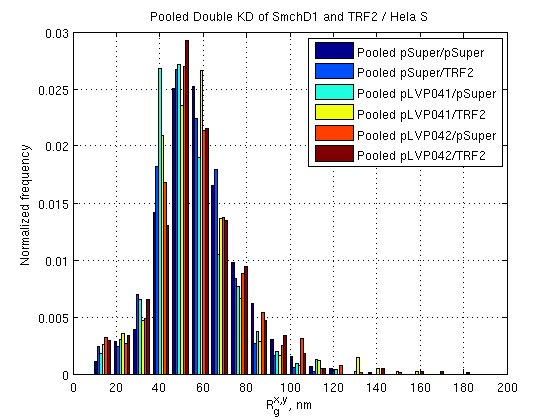 Pooled Double KD of SmchD1 and TRF2 / Hela S
0.03
0.025
0.02
0.015
0.01
0.005
0
Normalized frequency
Pooled pSuper/pSuper
Pooled pSuper/TRF2
Pooled pLVP041/pSuper
Pooled pLVP041/TRF2
Pooled pLVP042/pSuper
Pooled pLVP042/TRF2
0 20 40 60 80 100 120 140 160 180 200
R_g^x,y, nm